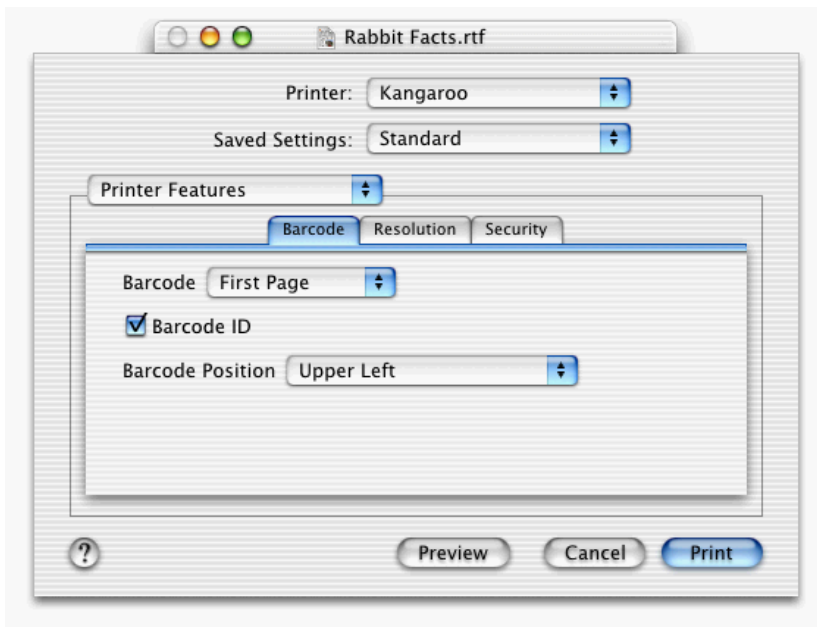 Rabbit Facts.rtf
Printer: Kangaroo
Saved Settings: Standard
Printer Features
Barcode Resolution Security
Barcode First Page
Barcode ID
Barcode Position Upper Left
? Preview Cancel Print